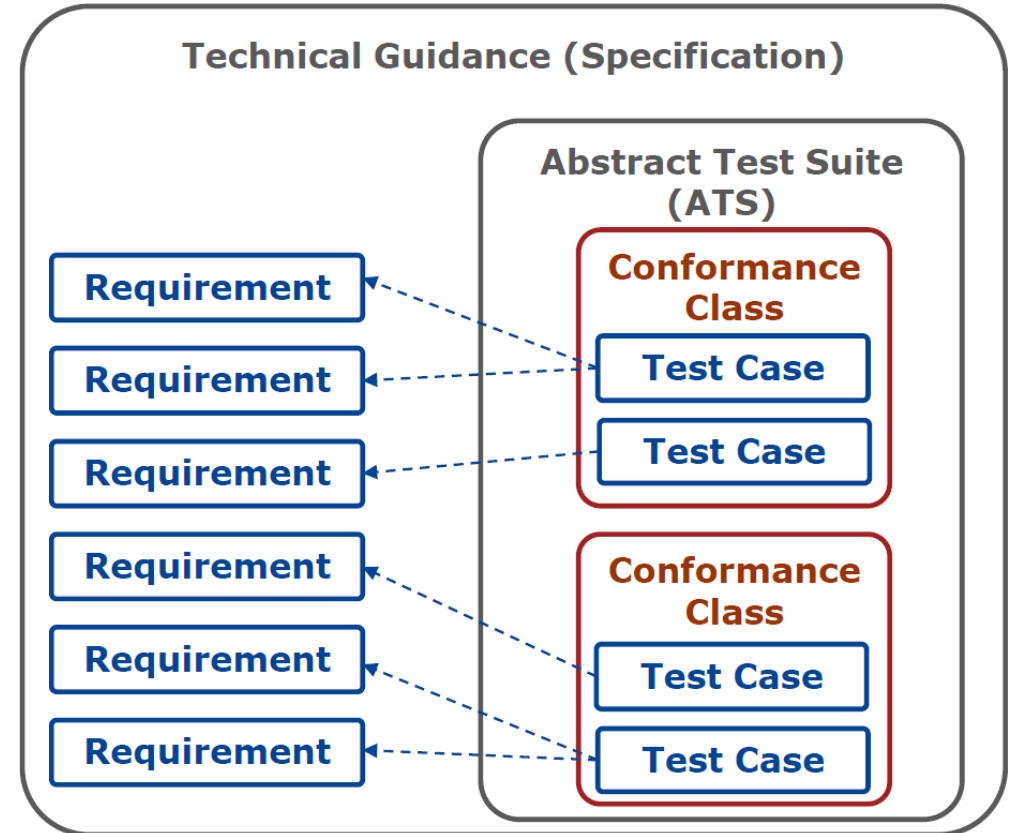 Technical Guidance (Specification)
Abstract Test Suite
(ATS)
Conformance
Class
Test Case
Test Case
Conformance
Class
Test Case
Test Case
Requirement
Requirement
Requirement
Requirement
Requirement
Requirement